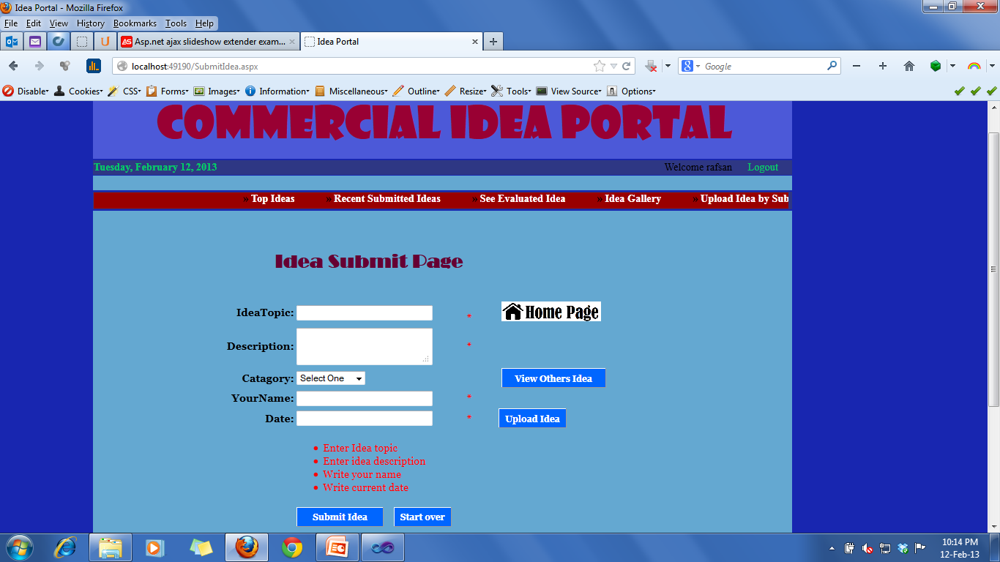 Idea Portal - Mozilla Firefox
File Edit View History Bookmarks Tools Help
Asp.net ajax slideshow extender exam... Idea Portal
localhost:49190/SubmitIdea.aspx Google
Disable Cookies CSS Forms Images Information Miscellaneous Outline Resize Tools View Source Options
COMMERCIAL IDEA PORTAL
Tuesday, February 12, 2013 Welcome rafsan Logout
» Top Ideas » Recent Submitted Ideas » See Evaluated Idea » Idea Gallery » Upload Idea by Sub
Idea Submit Page
IdeaTopic: * Home Page
Description: *
Catagory: Select One View Others Idea
YourName: *
Date: * Upload Idea
• Enter Idea topic
• Enter idea description
• Write your name
• Write current date
Submit Idea Start over
10:14 PM
12-Feb-13